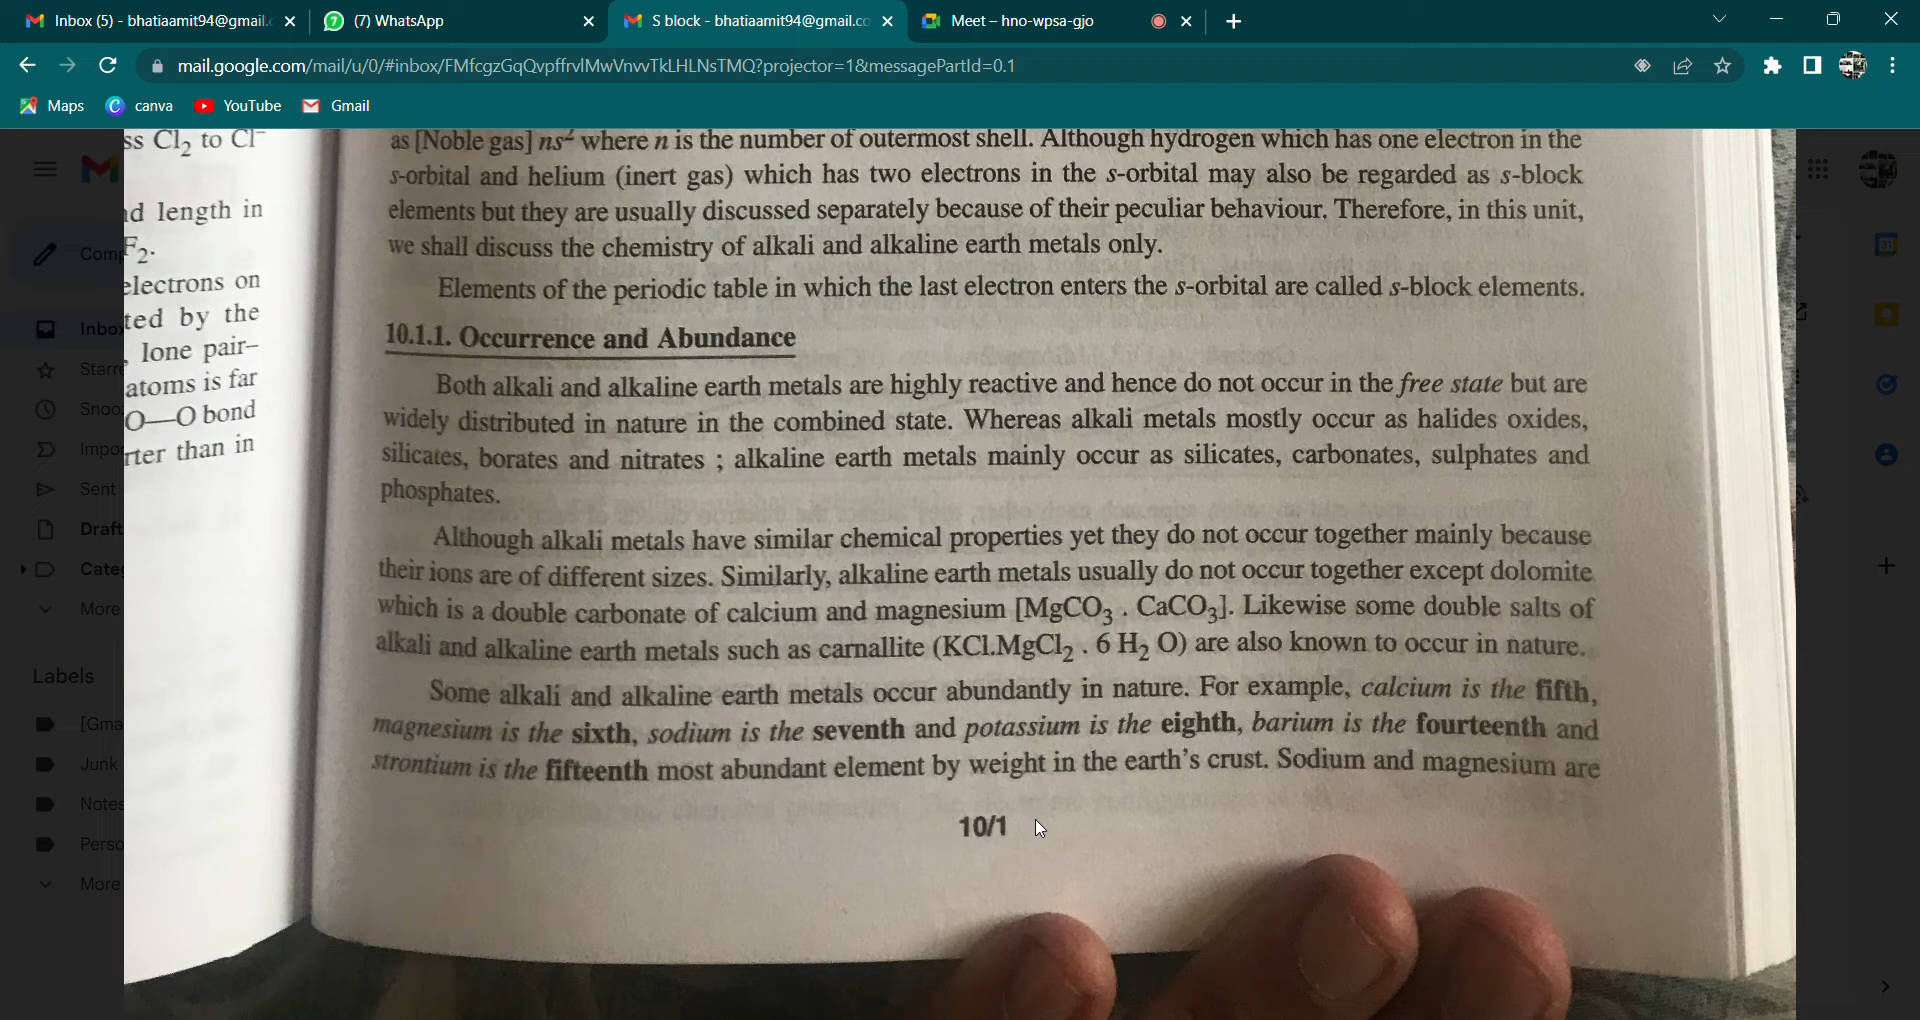 Inbox (5) - bhatiaamit94@gmail.c
(7) WhatsApp
S block - bhatiaamit94@gmail.co
Meet – hno-wpsa-gjo
mail.google.com/mail/u/0/#inbox/FMfcgzGqQvpffrvlMwVnvvTkLHLNsTMQ?projector=1&messagePartId=0.1
Maps
canva
YouTube
Gmail
Comp
Inbo
Starre
Snoo
Impo
Sent
Draft
Cate
More
Labels
[Gma
Junk
Notes
Perso
More
ss Cl₂ to Cl⁻
nd length in
F₂.
electrons on
ted by the
, lone pair–
atoms is far
O—O bond
rter than in
as [Noble gas] ns² where n is the number of outermost shell. Although hydrogen which has one electron in the
s-orbital and helium (inert gas) which has two electrons in the s-orbital may also be regarded as s-block
elements but they are usually discussed separately because of their peculiar behaviour. Therefore, in this unit,
we shall discuss the chemistry of alkali and alkaline earth metals only.
Elements of the periodic table in which the last electron enters the s-orbital are called s-block elements.
10.1.1. Occurrence and Abundance
Both alkali and alkaline earth metals are highly reactive and hence do not occur in the free state but are
widely distributed in nature in the combined state. Whereas alkali metals mostly occur as halides oxides,
silicates, borates and nitrates ; alkaline earth metals mainly occur as silicates, carbonates, sulphates and
phosphates.
Although alkali metals have similar chemical properties yet they do not occur together mainly because
their ions are of different sizes. Similarly, alkaline earth metals usually do not occur together except dolomite
which is a double carbonate of calcium and magnesium [MgCO₃ . CaCO₃]. Likewise some double salts of
alkali and alkaline earth metals such as carnallite (KCl.MgCl₂ . 6 H₂ O) are also known to occur in nature.
Some alkali and alkaline earth metals occur abundantly in nature. For example, calcium is the fifth,
magnesium is the sixth, sodium is the seventh and potassium is the eighth, barium is the fourteenth and
strontium is the fifteenth most abundant element by weight in the earth's crust. Sodium and magnesium are
10/1